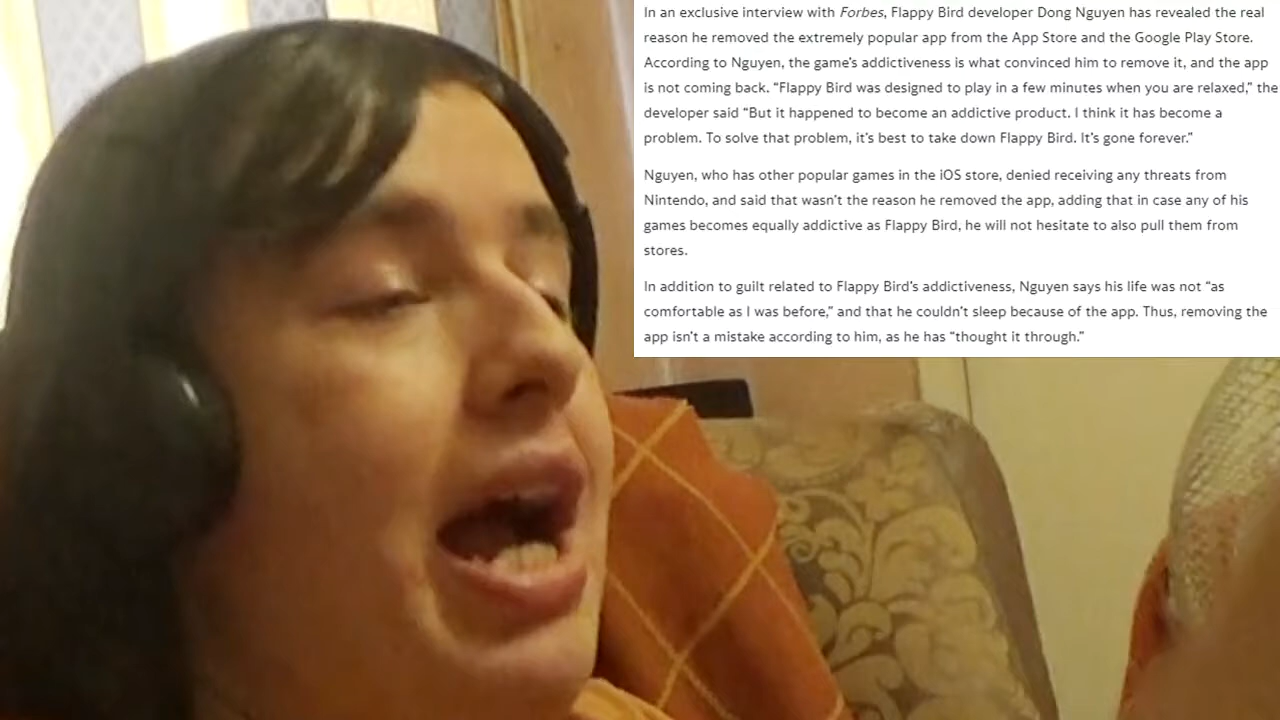 In an exclusive interview with Forbes, Flappy Bird developer Dong Nguyen has revealed the real
reason he removed the extremely popular app from the App Store and the Google Play Store.
According to Nguyen, the game’s addictiveness is what convinced him to remove it, and the app
is not coming back. “Flappy Bird was designed to play in a few minutes when you are relaxed,” the
developer said “But it happened to become an addictive product. I think it has become a
problem. To solve that problem, it’s best to take down Flappy Bird. It’s gone forever.”
Nguyen, who has other popular games in the iOS store, denied receiving any threats from
Nintendo, and said that wasn’t the reason he removed the app, adding that in case any of his
games becomes equally addictive as Flappy Bird, he will not hesitate to also pull them from
stores.
In addition to guilt related to Flappy Bird’s addictiveness, Nguyen says his life was not “as
comfortable as I was before,” and that he couldn’t sleep because of the app. Thus, removing the
app isn’t a mistake according to him, as he has “thought it through.”